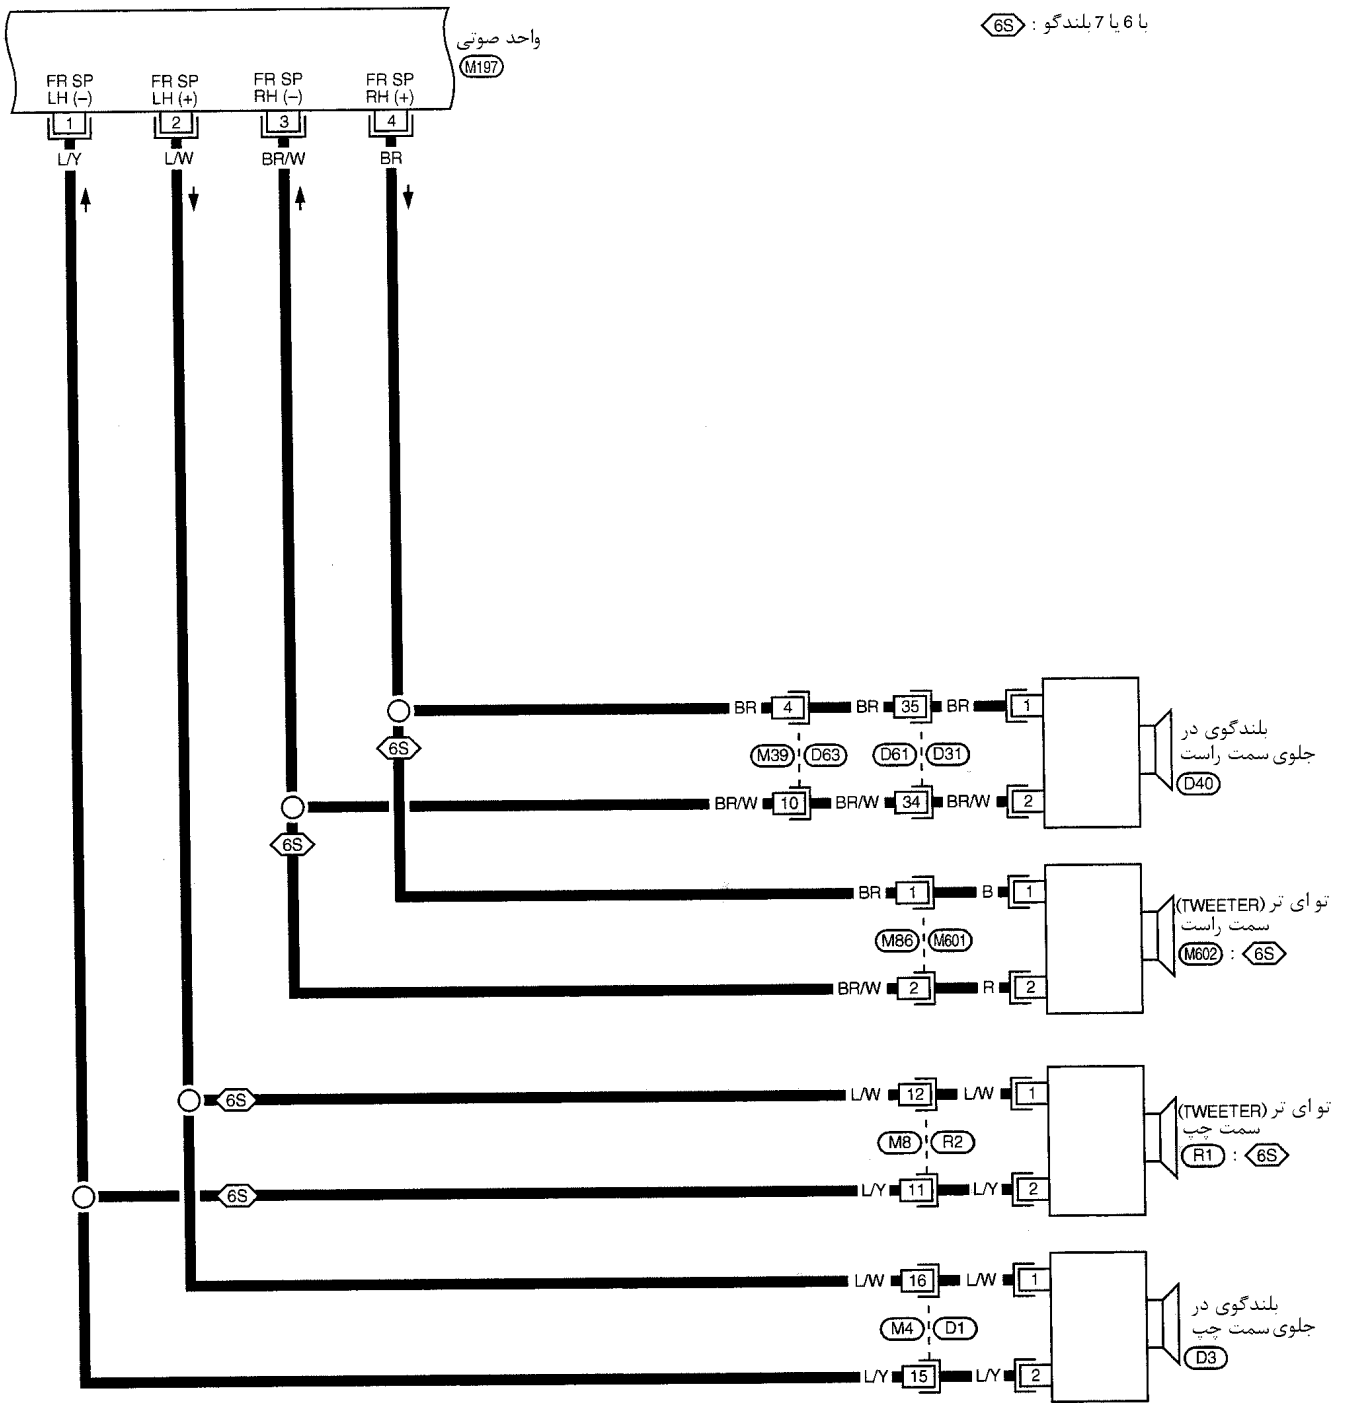 با 6 یا 7 بلندگو : 6S
واحد صوتی
M197
FR SP LH (–)
FR SP LH (+)
FR SP RH (–)
FR SP RH (+)
1 2 3 4
L/Y L/W BR/W BR
BR 4 BR 35 BR 1
6S
M39 D63 D61 D31
بلندگوی در
جلوی سمت راست
D40
BR/W 10 BR/W 34 BR/W 2
6S
BR 1 B 1
M86 M601
تو ای تر (TWEETER)
سمت راست
M602 : 6S
BR/W 2 R 2
6S L/W 12 L/W 1
M8 R2
تو ای تر (TWEETER)
سمت چپ
R1 : 6S
6S L/Y 11 L/Y 2
L/W 16 L/W 1
M4 D1
بلندگوی در
جلوی سمت چپ
D3
L/Y 15 L/Y 2